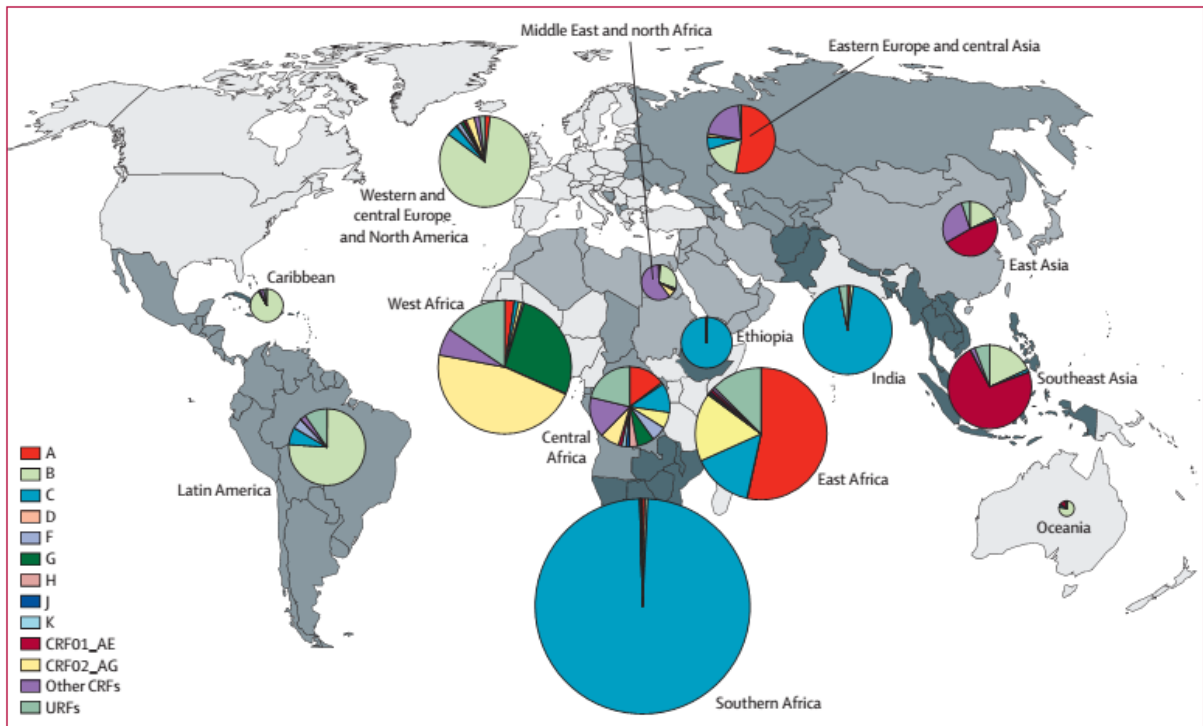 Middle East and north Africa
Eastern Europe and central Asia
Western and
central Europe
and North America
East Asia
Caribbean
West Africa
Ethiopia
India
Southeast Asia
Central
Africa
East Africa
Latin America
Oceania
Southern Africa
A
B
C
D
F
G
H
J
K
CRF01_AE
CRF02_AG
Other CRFs
URFs